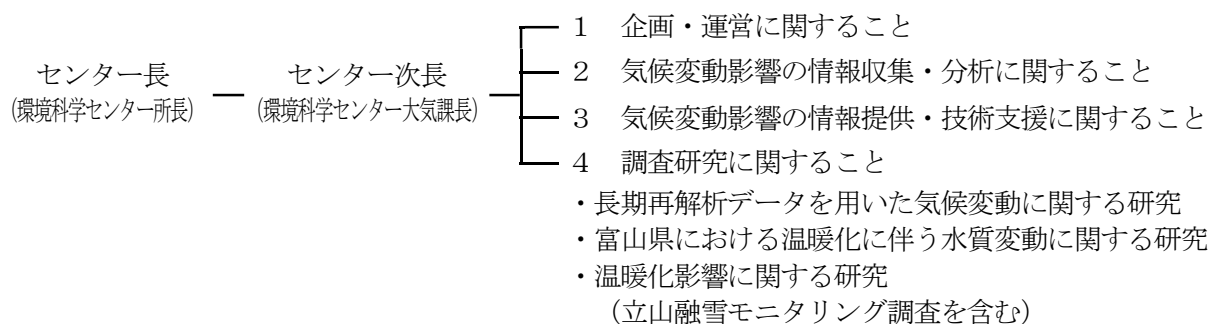 1 企画・運営に関すること
センター長
(環境科学センター所長)
センター次長
(環境科学センター大気課長)
2 気候変動影響の情報収集・分析に関すること
3 気候変動影響の情報提供・技術支援に関すること
4 調査研究に関すること
・長期再解析データを用いた気候変動に関する研究
・富山県における温暖化に伴う水質変動に関する研究
・温暖化影響に関する研究
(立山融雪モニタリング調査を含む)